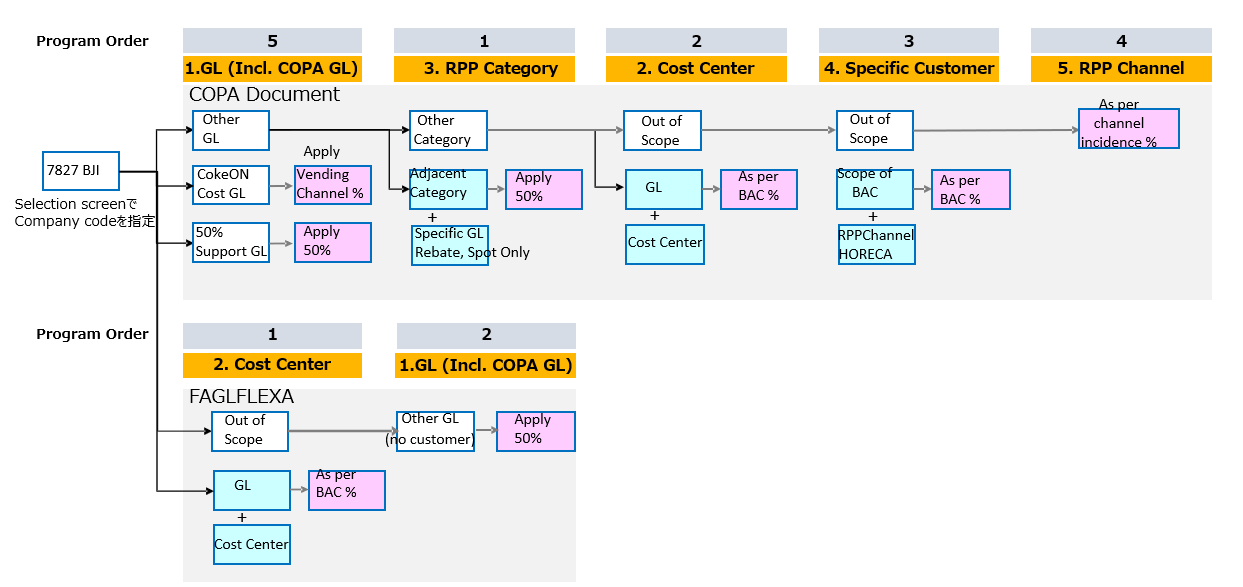 Program Order
5
1
2
3
4
1.GL (Incl. COPA GL)
3. RPP Category
2. Cost Center
4. Specific Customer
5. RPP Channel
COPA Document
Other
GL
Other
Category
Out of
Scope
Out of
Scope
As per
channel
incidence %
7827 BJI
Selection screenで
Company codeを指定
CokeON
Cost GL
Apply
Vending
Channel %
Adjacent
Category
Apply
50%
GL
As per
BAC %
Scope of
BAC
As per
BAC %
+
+
+
50%
Support GL
Apply
50%
Specific GL
Rebate, Spot Only
Cost Center
RPPChannel
HORECA
Program Order
1
2
2. Cost Center
1.GL (Incl. COPA GL)
FAGLFLEXA
Out of
Scope
Other GL
(no customer)
Apply
50%
GL
As per
BAC %
+
Cost Center